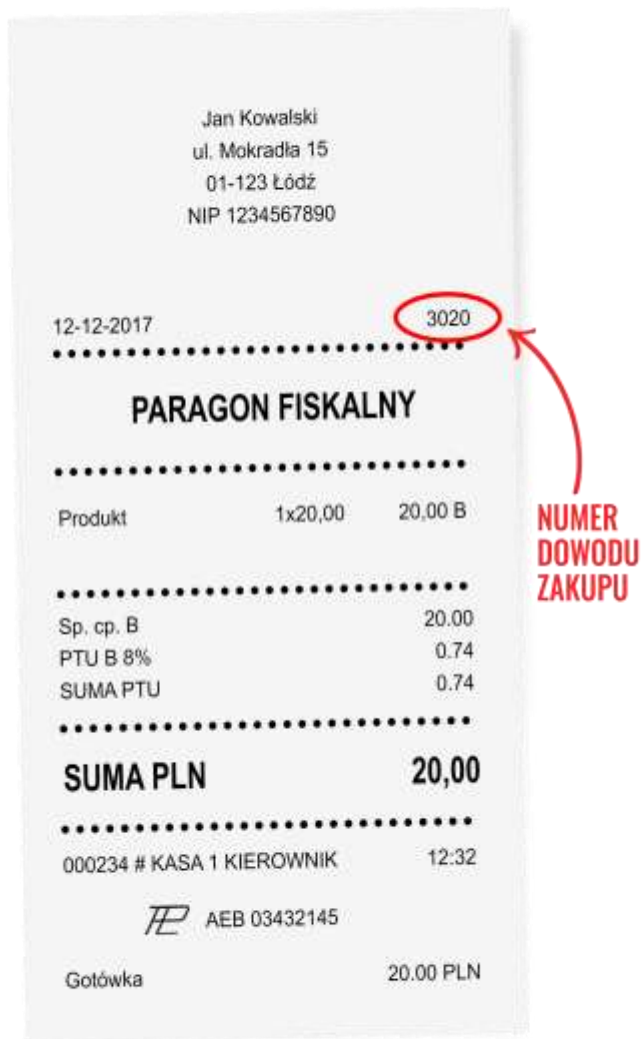 Jan Kowalski
ul. Mokradła 15
01-123 Łódź
NIP 1234567890
12-12-2017 3020
PARAGON FISKALNY
Produkt 1x20,00 20,00 B
NUMER
DOWODU
ZAKUPU
Sp. cp. B 20.00
PTU B 8% 0.74
SUMA PTU 0.74
SUMA PLN 20,00
000234 # KASA 1 KIEROWNIK 12:32
AEB 03432145
Gotówka 20.00 PLN